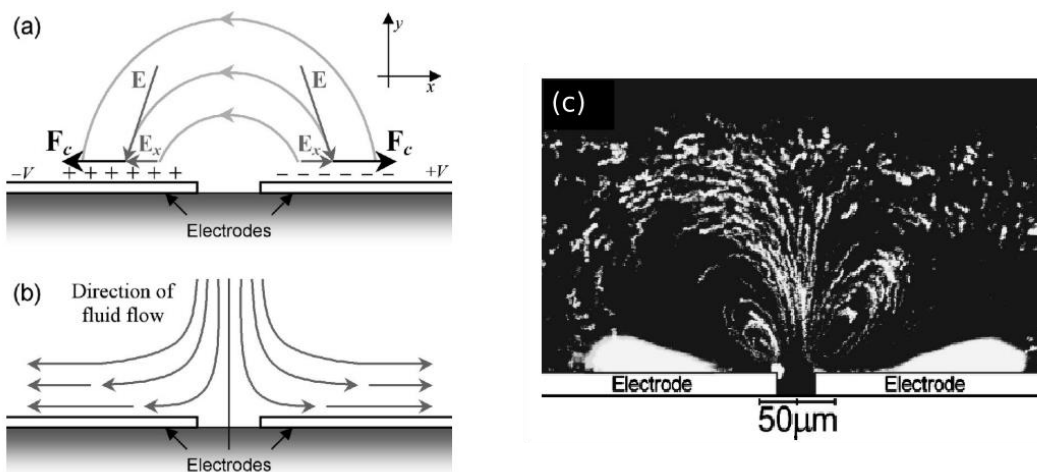 (a)
y
x
E
E
F_c
E_x
E_x
F_c
−V
+ + + + + +
− − − − − − −
+V
Electrodes
(b)
Direction of
fluid flow
Electrodes
(c)
Electrode
Electrode
50μm